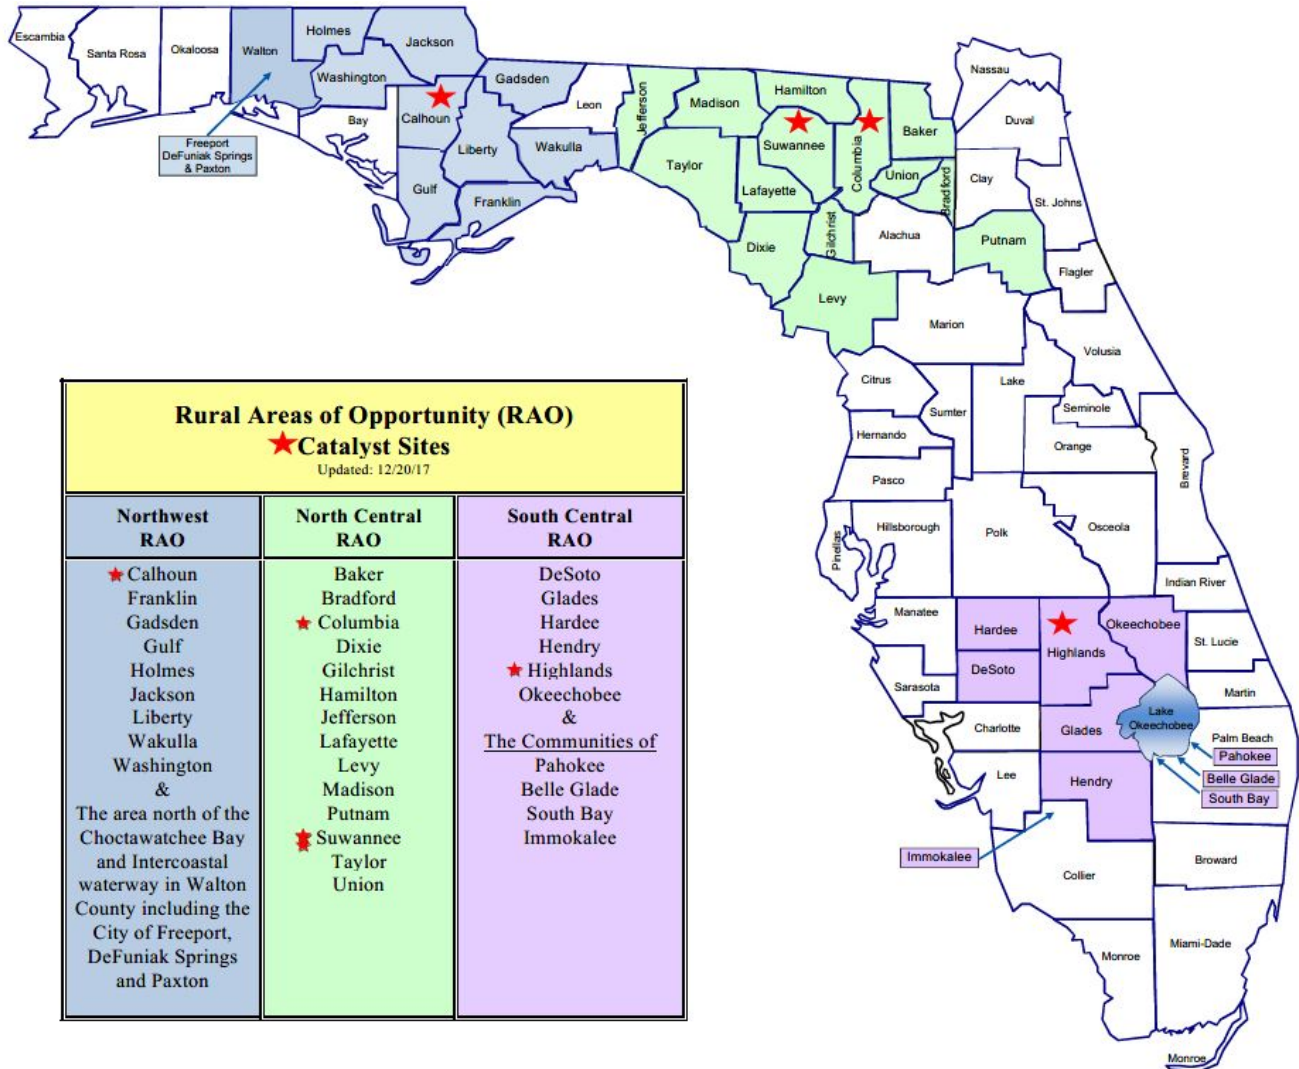 Escambia
Santa Rosa
Okaloosa
Walton
Holmes
Washington
Jackson
Bay
Calhoun
Gulf
Liberty
Gadsden
Franklin
Wakulla
Leon
Freeport
DeFuniak Springs
& Paxton
Jefferson
Madison
Taylor
Hamilton
Suwannee
Lafayette
Dixie
Columbia
Gilchrist
Levy
Baker
Union
Bradford
Alachua
Nassau
Duval
Clay
St. Johns
Putnam
Flagler
Marion
Volusia
Citrus
Hernando
Pasco
Sumter
Lake
Seminole
Orange
Brevard
Pinellas
Hillsborough
Polk
Osceola
Indian River
Manatee
Hardee
Highlands
Okeechobee
St. Lucie
Sarasota
DeSoto
Martin
Charlotte
Glades
Lake
Okeechobee
Palm Beach
Pahokee
Belle Glade
South Bay
Lee
Hendry
Immokalee
Collier
Broward
Monroe
Miami-Dade
Monroe
Rural Areas of Opportunity (RAO)
Catalyst Sites
Updated: 12/20/17
Northwest
RAO
Calhoun
Franklin
Gadsden
Gulf
Holmes
Jackson
Liberty
Wakulla
Washington
&
The area north of the
Choctawatchee Bay
and Intercoastal
waterway in Walton
County including the
City of Freeport,
DeFuniak Springs
and Paxton
North Central
RAO
Baker
Bradford
Columbia
Dixie
Gilchrist
Hamilton
Jefferson
Lafayette
Levy
Madison
Putnam
Suwannee
Taylor
Union
South Central
RAO
DeSoto
Glades
Hardee
Hendry
Highlands
Okeechobee
&
The Communities of
Pahokee
Belle Glade
South Bay
Immokalee